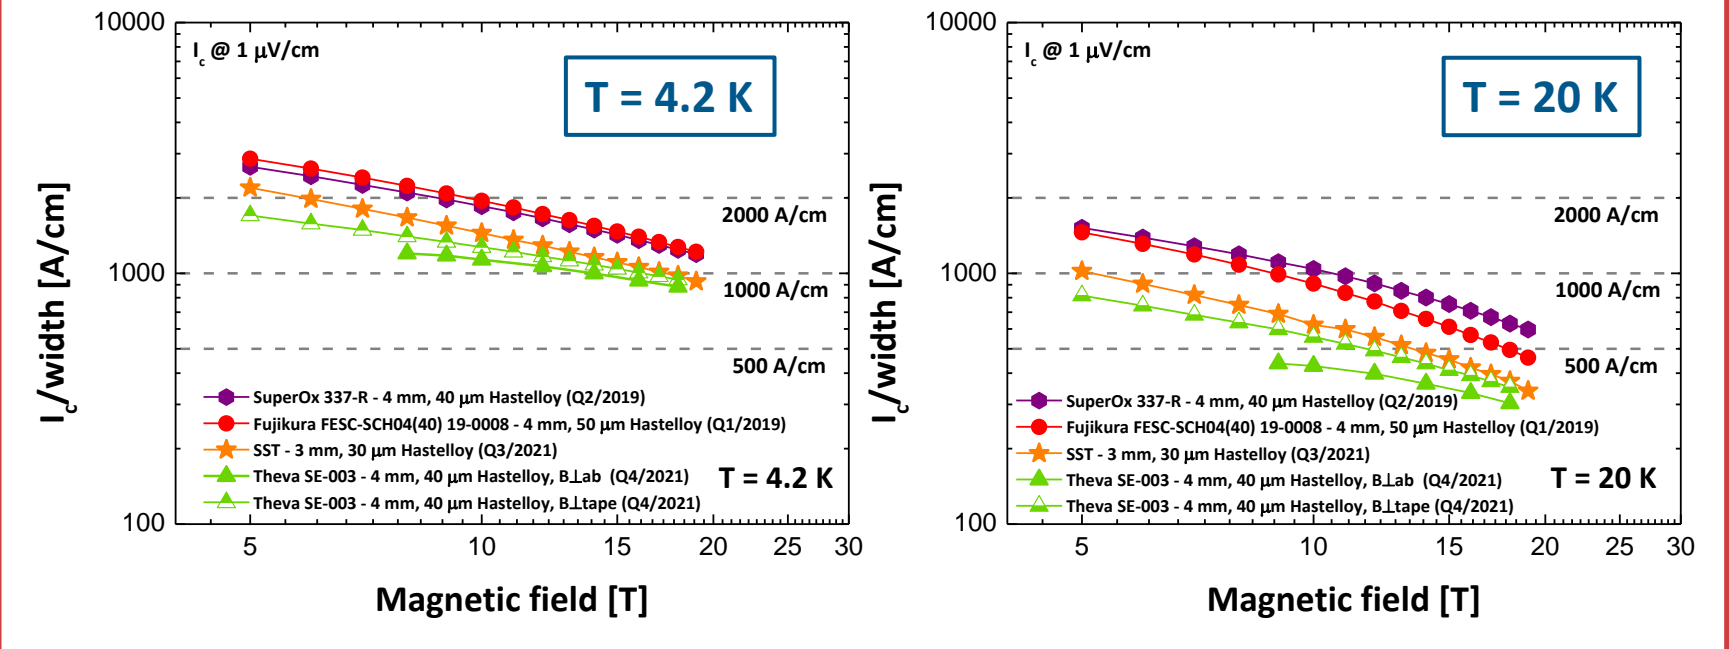 10000
I_c @ 1 μV/cm
T = 4.2 K
2000 A/cm
1000
1000 A/cm
500 A/cm
SuperOx 337-R - 4 mm, 40 μm Hastelloy (Q2/2019)
Fujikura FESC-SCH04(40) 19-0008 - 4 mm, 50 μm Hastelloy (Q1/2019)
SST - 3 mm, 30 μm Hastelloy (Q3/2021)
Theva SE-003 - 4 mm, 40 μm Hastelloy, B⊥ab (Q4/2021)
T = 4.2 K
Theva SE-003 - 4 mm, 40 μm Hastelloy, B⊥tape (Q4/2021)
100
5 10 15 20 25 30
I_c/width [A/cm]
Magnetic field [T]
10000
I_c @ 1 μV/cm
T = 20 K
2000 A/cm
1000
1000 A/cm
500 A/cm
SuperOx 337-R - 4 mm, 40 μm Hastelloy (Q2/2019)
Fujikura FESC-SCH04(40) 19-0008 - 4 mm, 50 μm Hastelloy (Q1/2019)
SST - 3 mm, 30 μm Hastelloy (Q3/2021)
Theva SE-003 - 4 mm, 40 μm Hastelloy, B⊥ab (Q4/2021)
T = 20 K
Theva SE-003 - 4 mm, 40 μm Hastelloy, B⊥tape (Q4/2021)
100
5 10 15 20 25 30
I_c/width [A/cm]
Magnetic field [T]